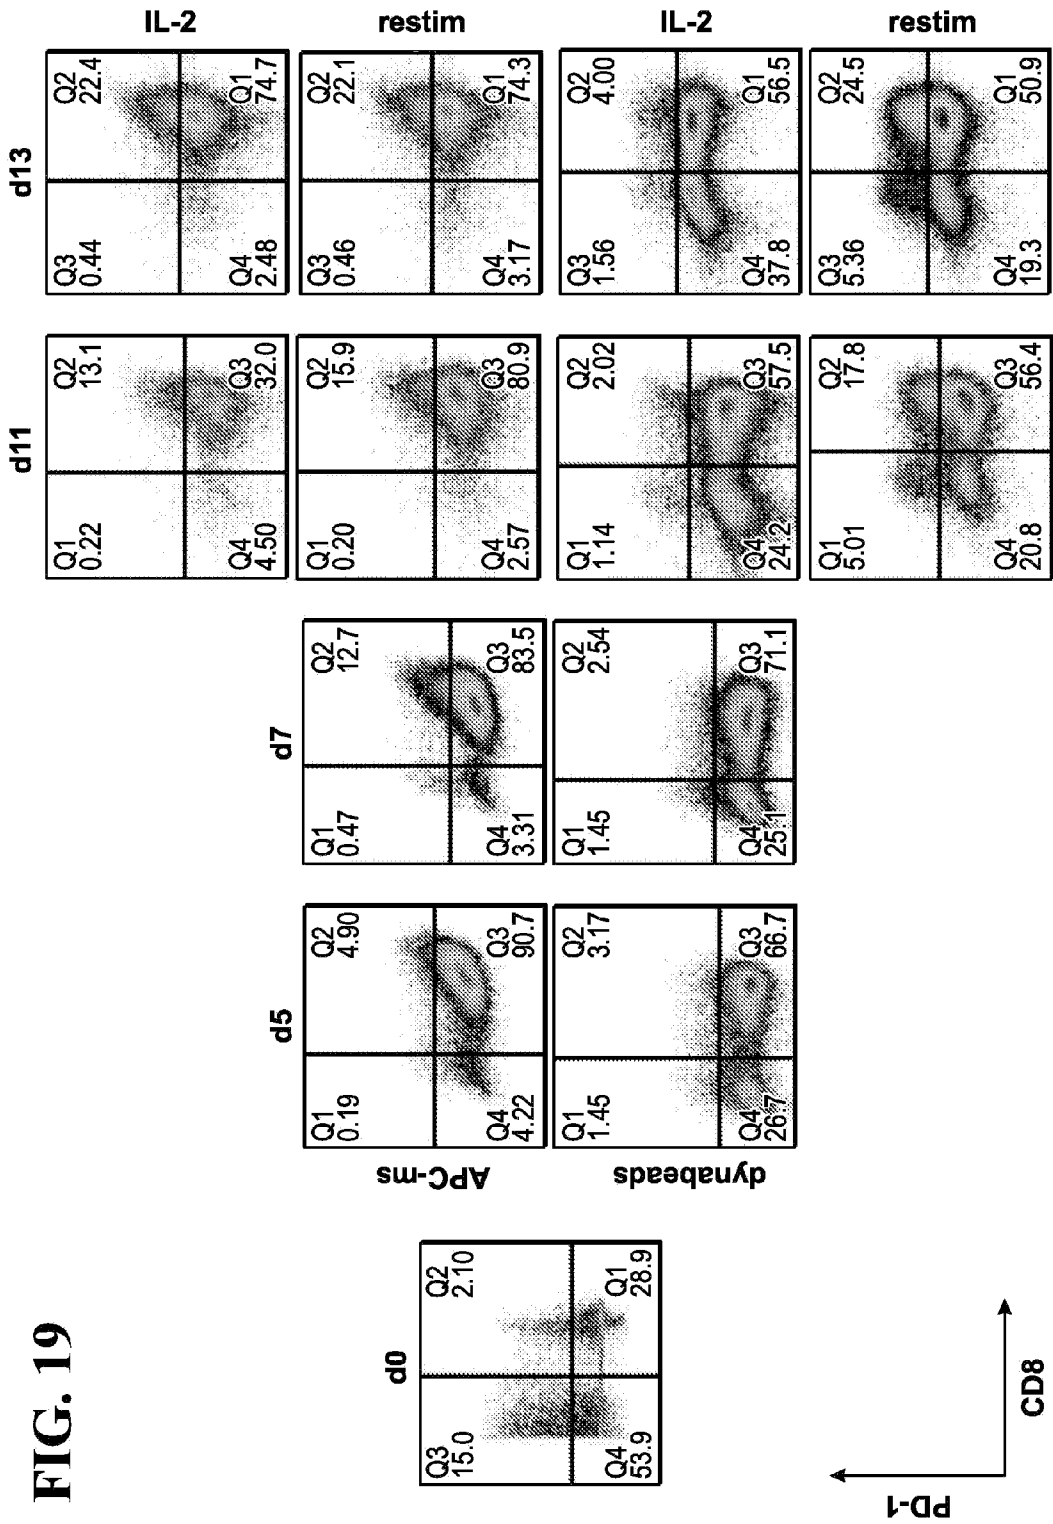 FIG. 19
d0
Q3
15.0
Q2
2.10
Q4
53.9
Q1
28.9
PD-1
CD8
d5
d7
d11
d13
APC-ms
Q1
0.19
Q2
4.90
Q4
4.22
Q3
90.7
Q1
0.47
Q2
12.7
Q4
3.31
Q3
83.5
Q1
0.22
Q2
13.1
Q4
4.50
Q3
32.0
Q3
0.44
Q2
22.4
Q4
2.48
Q1
74.7
IL-2
Q1
0.20
Q2
15.9
Q4
2.57
Q3
80.9
Q3
0.46
Q2
22.1
Q4
3.17
Q1
74.3
restim
dynabeads
Q1
1.45
Q2
3.17
Q4
26.7
Q3
66.7
Q1
1.45
Q2
2.54
Q4
25.1
Q3
71.1
Q1
1.14
Q2
2.02
Q4
24.2
Q3
57.5
Q3
1.56
Q2
4.00
Q4
37.8
Q1
56.5
IL-2
Q1
5.01
Q2
17.8
Q4
20.8
Q3
56.4
Q3
5.36
Q2
24.5
Q4
19.3
Q1
50.9
restim